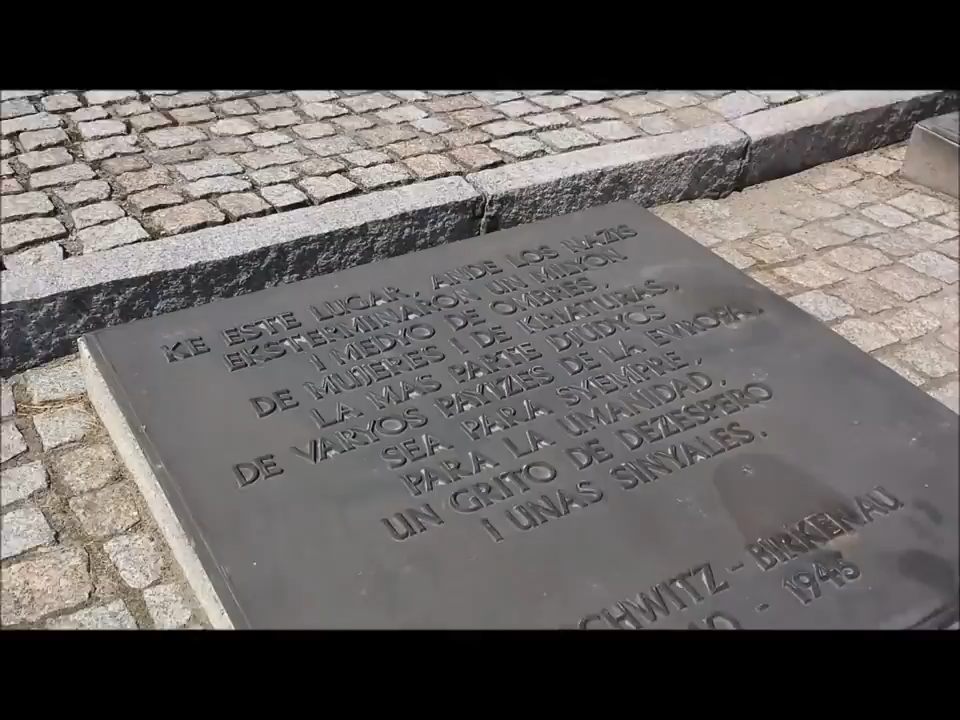 KE ESTE LUGAR, ANDE LOS NAZIS
EKSTERMINARON UN MILYON
I MEDYO DE OMBRES,
DE MUJERES I DE KRIATURAS,
LA MAS PARTE DJUDYOS
DE VARYOS PAYIZES DE LA EVROPA,
SEA PARA SYEMPRE,
PARA LA UMANIDAD,
UN GRITO DE DEZESPERO
I UNAS SINYALES.
CHWITZ - BIRKENAU
- 1945